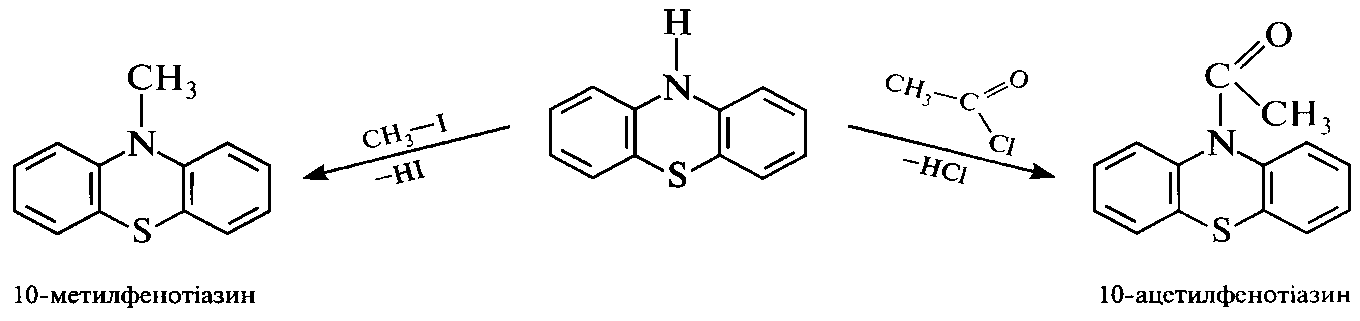 CH₃
N
S
10-метилфенотіазин
CH₃–I
–HI
H
N
S
CH₃–C
O
Cl
–HCl
O
C
CH₃
N
S
10-ацетилфенотіазин